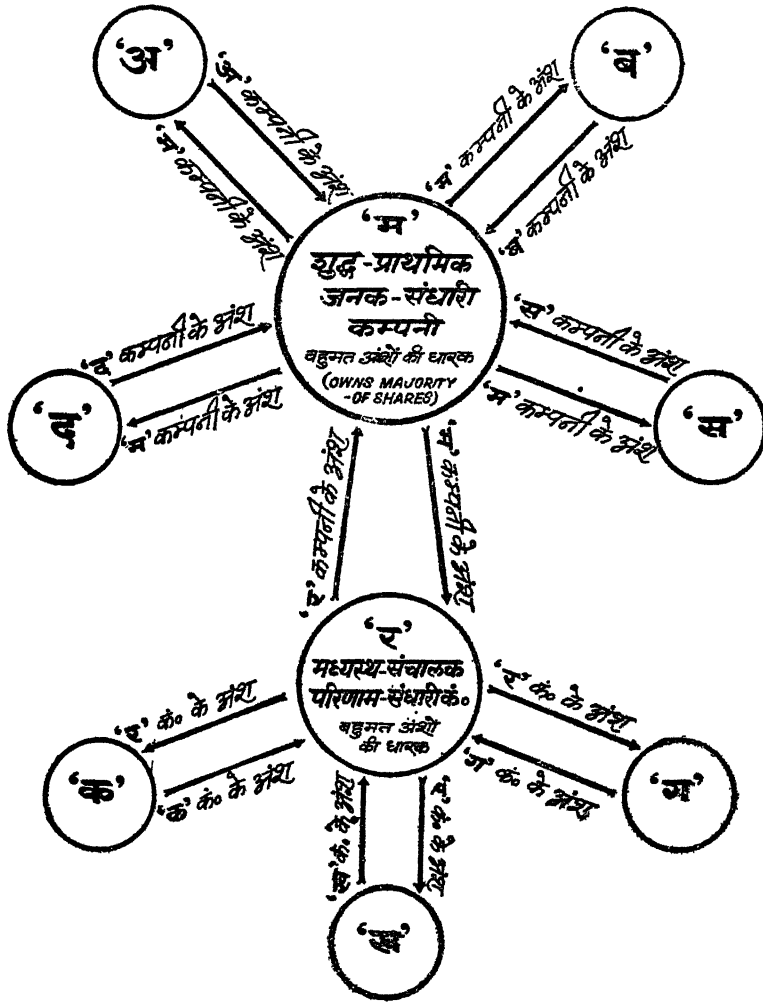 ‘अ’
‘ब’
‘अ’ कम्पनी के अंश
‘म’ कम्पनी के अंश
‘म’ कम्पनी के अंश
‘ब’ कम्पनी के अंश
‘म’
शुद्ध-प्राथमिक
जनक-संधारी
कम्पनी
बहुमत अंशों की धारक
(OWNS MAJORITY
-OF SHARES)
कम्पनी के अंश
‘म’ कम्पनी के अंश
‘स’ कम्पनी के अंश
‘म’ कम्पनी के अंश
‘स’
‘र’ कम्पनी के अंश
‘म’ कम्पनी के अंश
‘र’
मध्यस्थ-संचालक
परिणाम-संधारी कं०
बहुमत अंशों
की धारक
‘र’ कं० के अंश
‘क’ कं० के अंश
‘क’
‘र’ कं० के अंश
‘ग’ कं० के अंश
‘ग’
‘ख’ कं० के अंश
‘र’ कं० के अंश